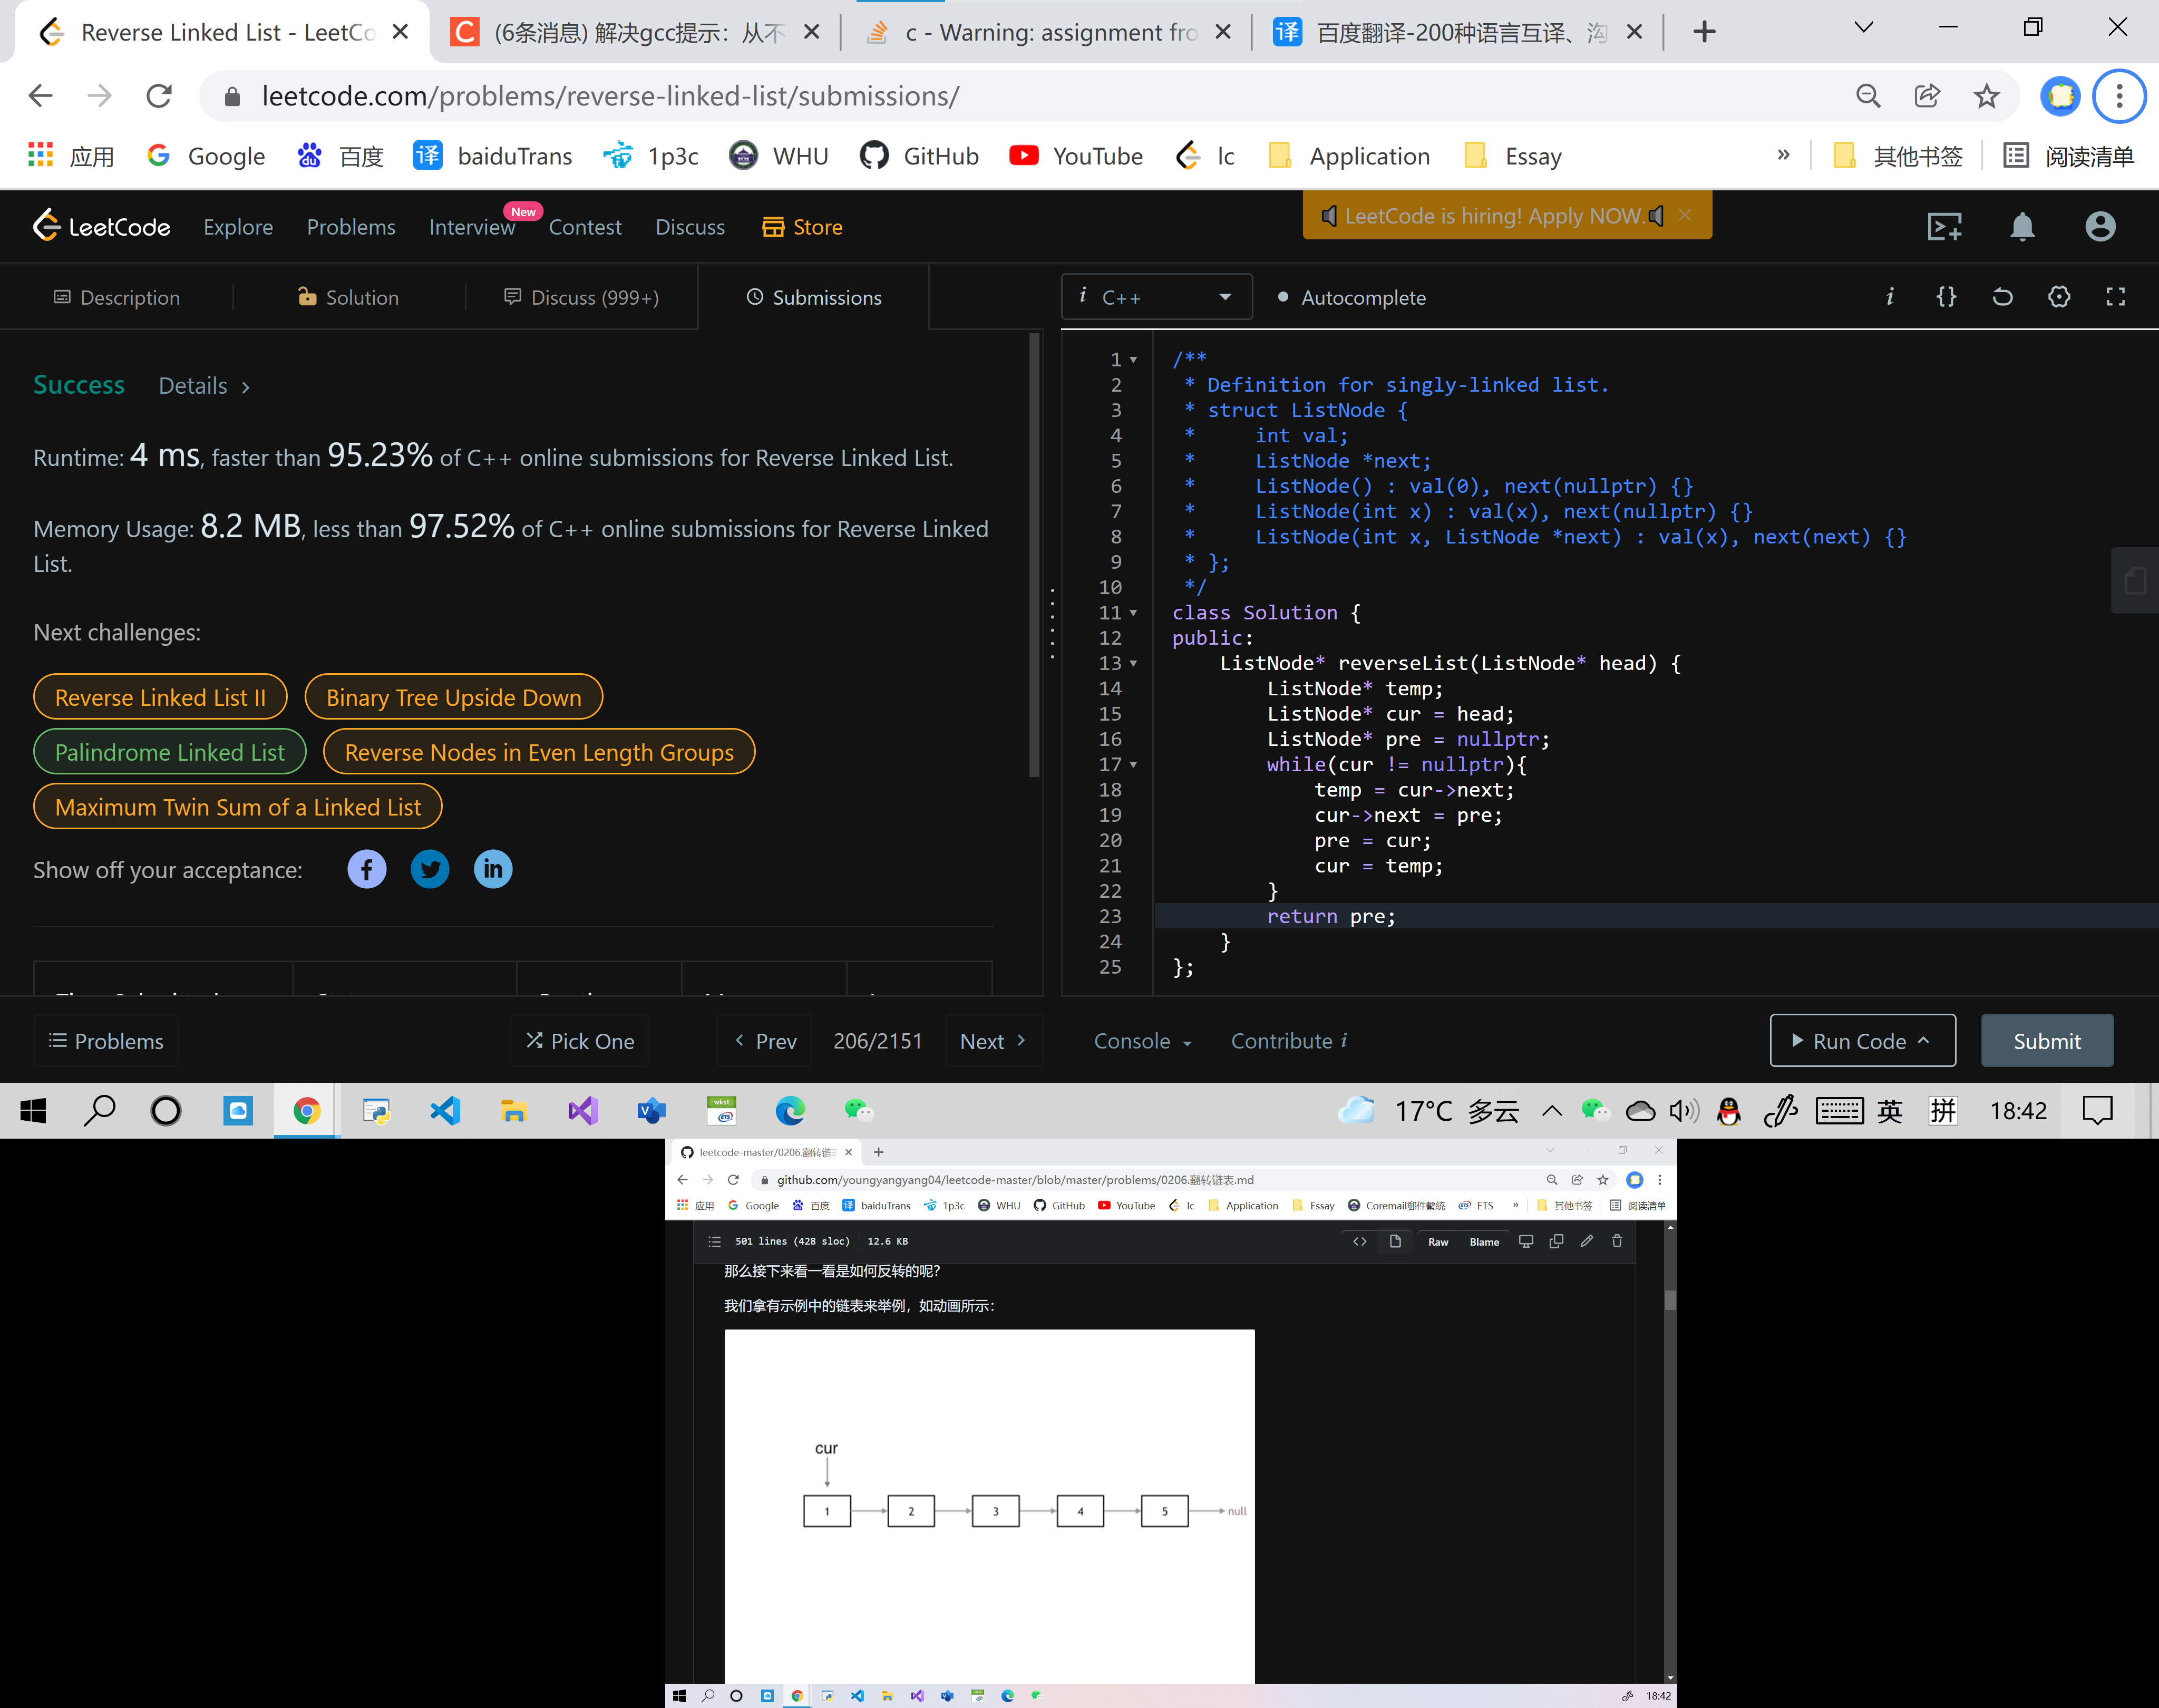 Reverse Linked List - LeetCo
(6条消息) 解决gcc提示：从不
c - Warning: assignment fro
百度翻译-200种语言互译、沟
leetcode.com/problems/reverse-linked-list/submissions/
应用 Google 百度 baiduTrans 1p3c WHU GitHub YouTube lc Application Essay » 其他书签 阅读清单
LeetCode Explore Problems Interview New Contest Discuss Store
LeetCode is hiring! Apply NOW.
Description Solution Discuss (999+) Submissions
i C++ Autocomplete
Success Details >
Runtime: 4 ms, faster than 95.23% of C++ online submissions for Reverse Linked List.
Memory Usage: 8.2 MB, less than 97.52% of C++ online submissions for Reverse Linked
List.
Next challenges:
Reverse Linked List II Binary Tree Upside Down
Palindrome Linked List Reverse Nodes in Even Length Groups
Maximum Twin Sum of a Linked List
Show off your acceptance:
1 /**
2  * Definition for singly-linked list.
3  * struct ListNode {
4  *     int val;
5  *     ListNode *next;
6  *     ListNode() : val(0), next(nullptr) {}
7  *     ListNode(int x) : val(x), next(nullptr) {}
8  *     ListNode(int x, ListNode *next) : val(x), next(next) {}
9  * };
10  */
11 class Solution {
12 public:
13     ListNode* reverseList(ListNode* head) {
14         ListNode* temp;
15         ListNode* cur = head;
16         ListNode* pre = nullptr;
17         while(cur != nullptr){
18             temp = cur->next;
19             cur->next = pre;
20             pre = cur;
21             cur = temp;
22         }
23         return pre;
24     }
25 };
Problems Pick One < Prev 206/2151 Next > Console Contribute i Run Code Submit
17°C 多云 英 拼 18:42
leetcode-master/0206.翻转链表
github.com/youngyangyang04/leetcode-master/blob/master/problems/0206.翻转链表.md
应用 Google 百度 baiduTrans 1p3c WHU GitHub YouTube lc Application Essay Coremail郵件繫統 ETS » 其他书签 阅读清单
501 lines (428 sloc) 12.6 KB
Raw Blame
那么接下来看一看是如何反转的呢？
我们拿有示例中的链表来举例，如动画所示：
cur
1 2 3 4 5 null
18:42